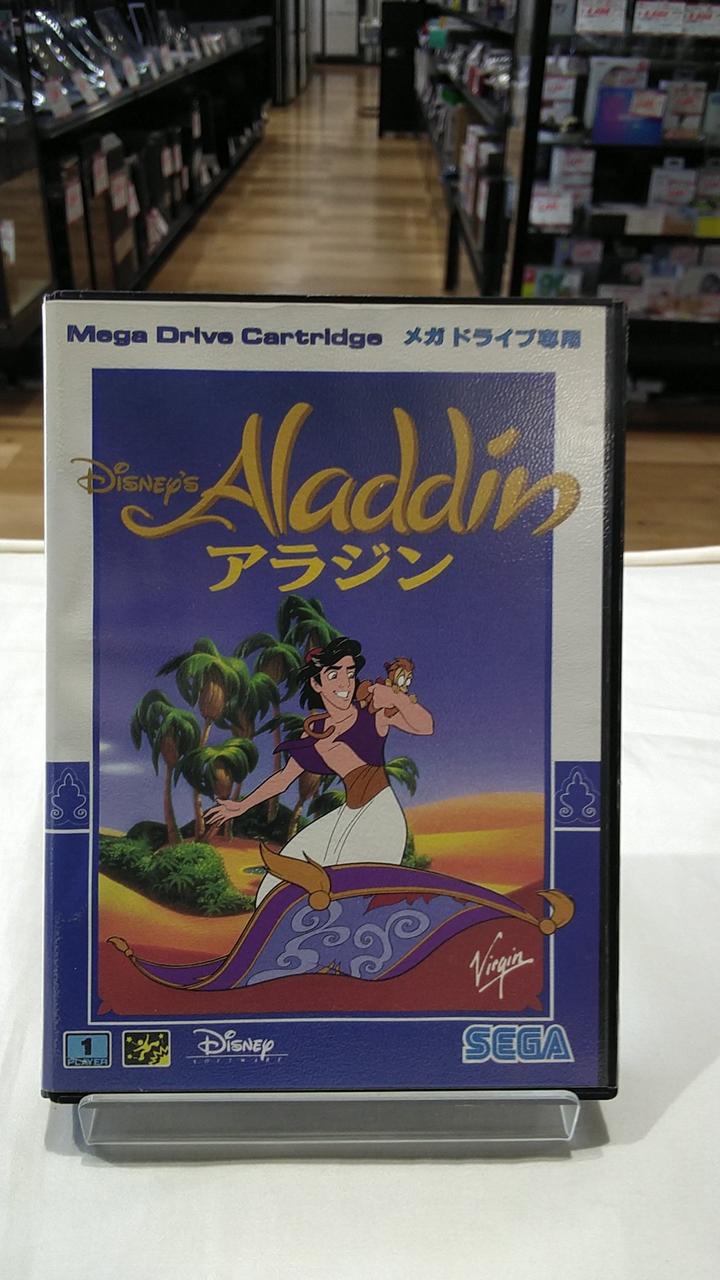 Mega Drive Cartridge メガドライブ専用
DISNEY'S Aladdin
アラジン
Virgin
1
PLAYER
DISNEY
SOFTWARE
SEGA